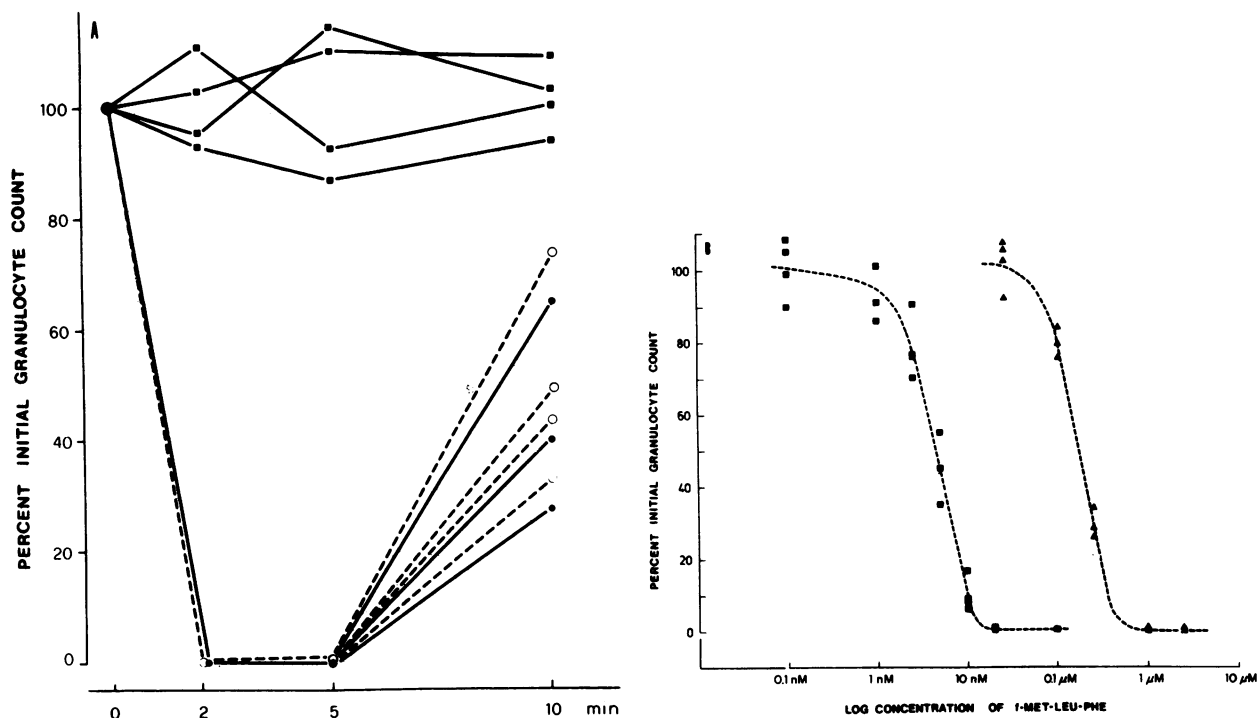 A
PERCENT INITIAL GRANULOCYTE COUNT
100
80
60
40
20
0
0 2 5 10 min
B
PERCENT INITIAL GRANULOCYTE COUNT
100
80
60
40
20
0
0.1 nM 1 nM 10 nM 0.1 µM 1 µM 10 µM
LOG CONCENTRATION OF f-MET-LEU-PHE